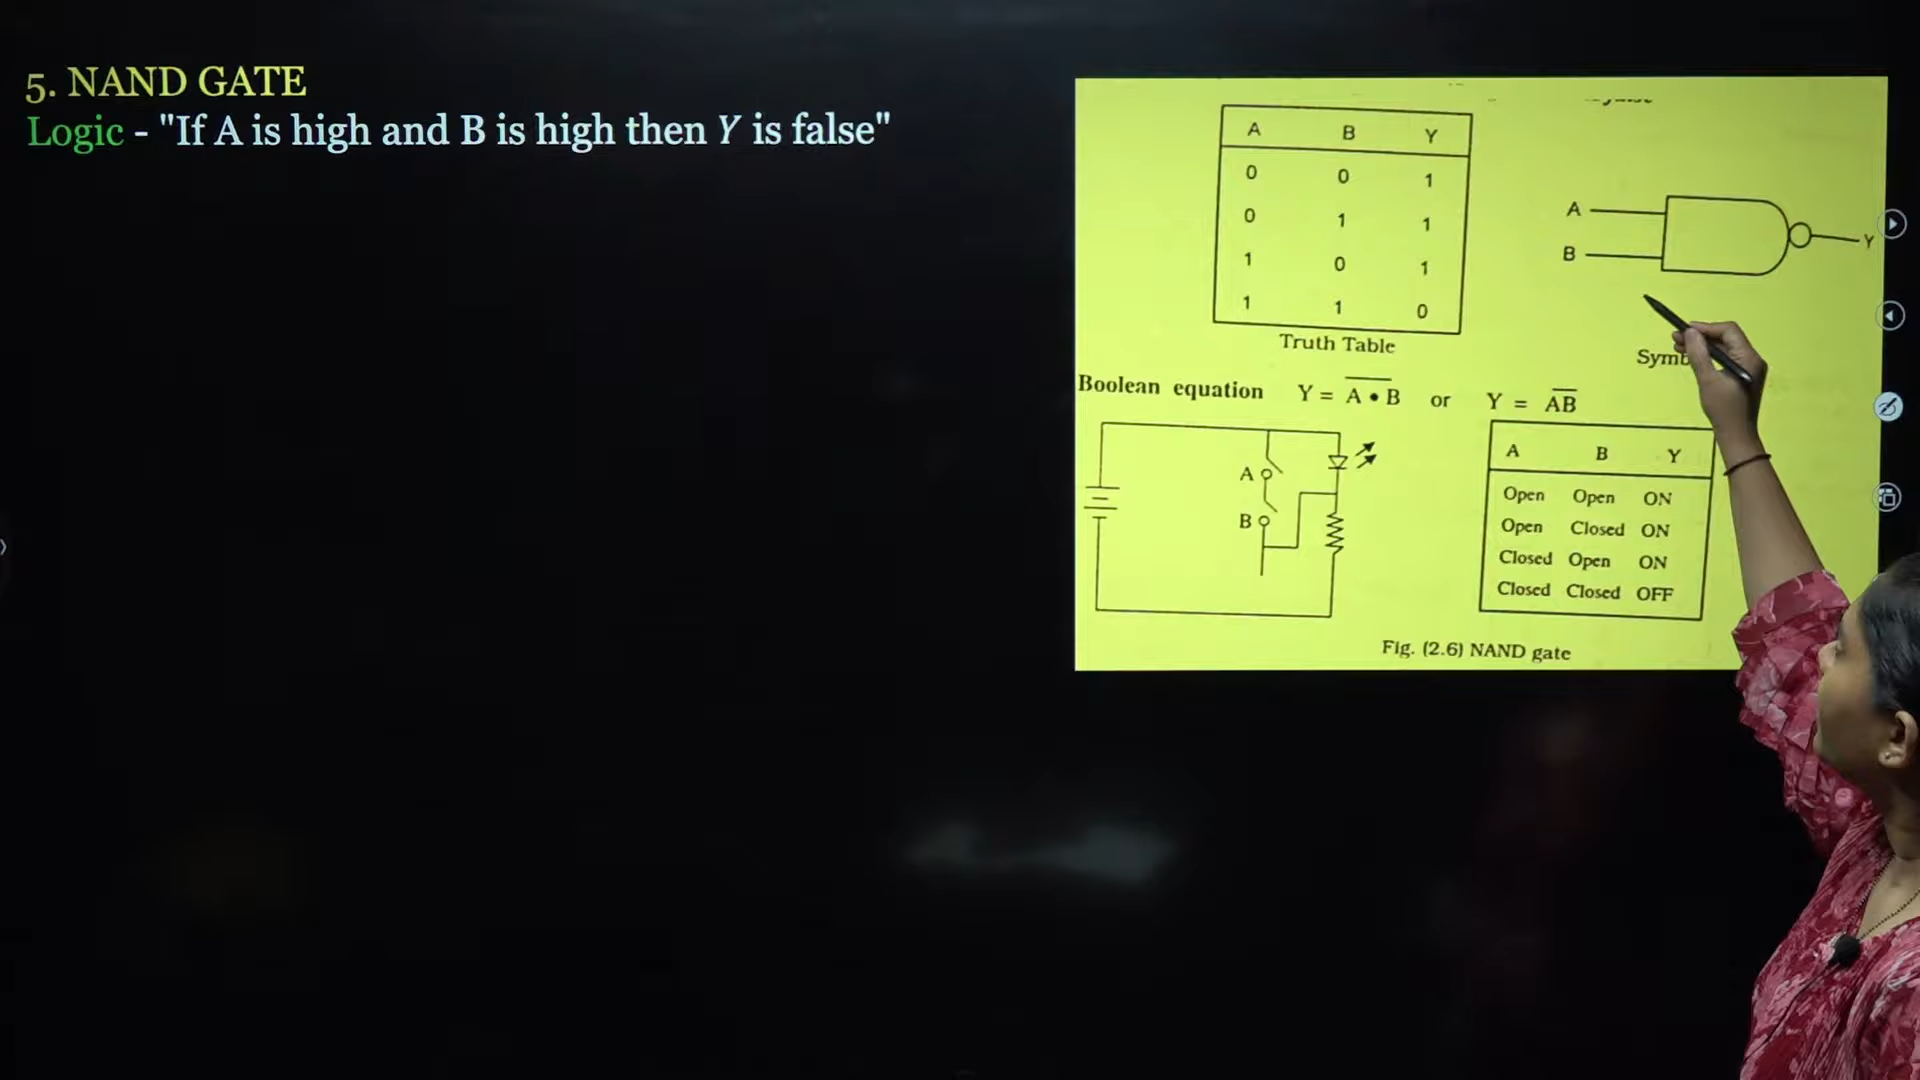 5. NAND GATE
Logic - "If A is high and B is high then Y is false"
A B Y
0 0 1
0 1 1
1 0 1
1 1 0
Truth Table
A
B
Y
Boolean equation Y = \overline{A • B} or Y = \overline{AB}
A
B
A B Y
Open Open ON
Open Closed ON
Closed Open ON
Closed Closed OFF
Fig. (2.6) NAND gate